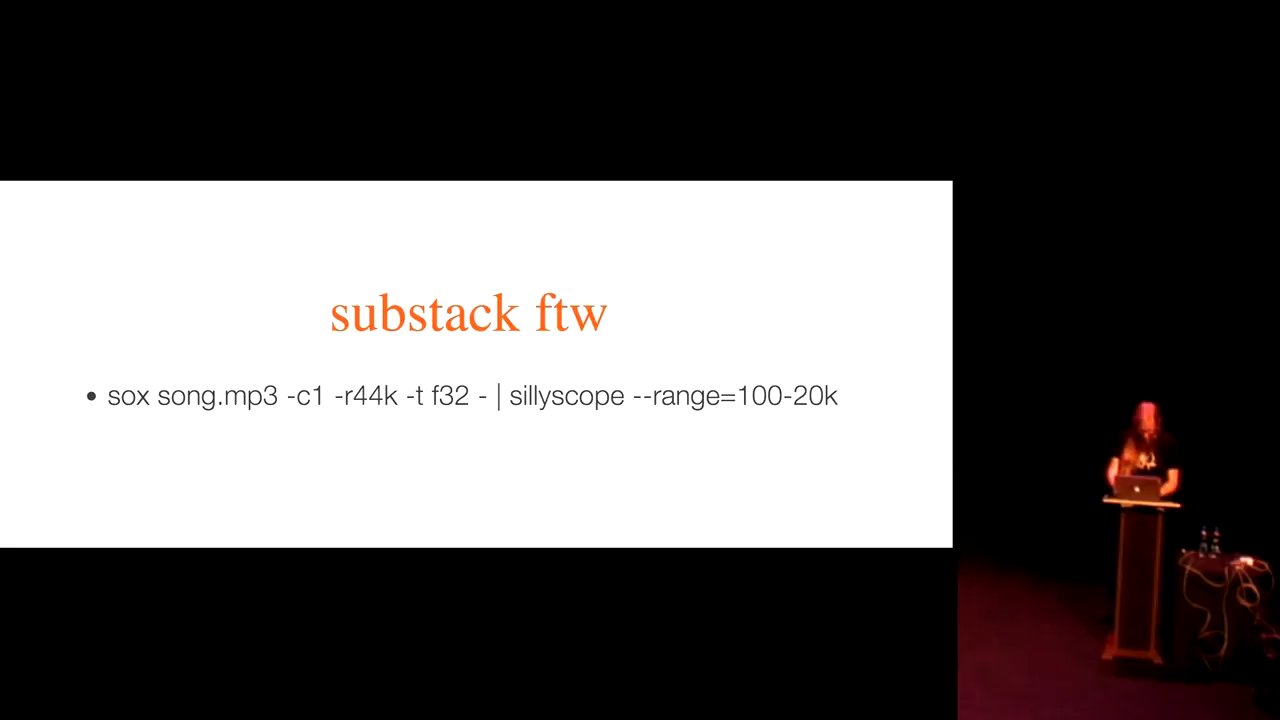 substack ftw
• sox song.mp3 -c1 -r44k -t f32 - | sillyscope --range=100-20k